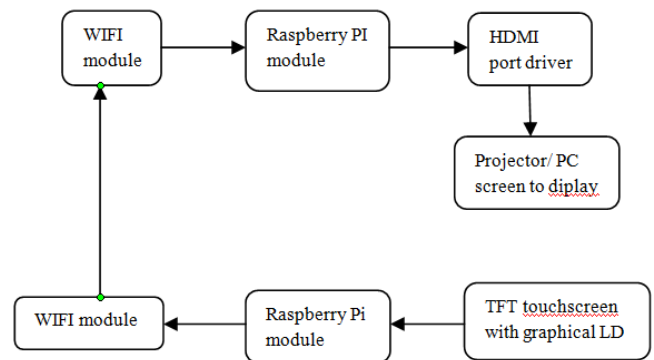 WIFI
module
Raspberry PI
module
HDMI
port driver
Projector/ PC
screen to diplay
WIFI module
Raspberry Pi
module
TFT touchscreen
with graphical LD